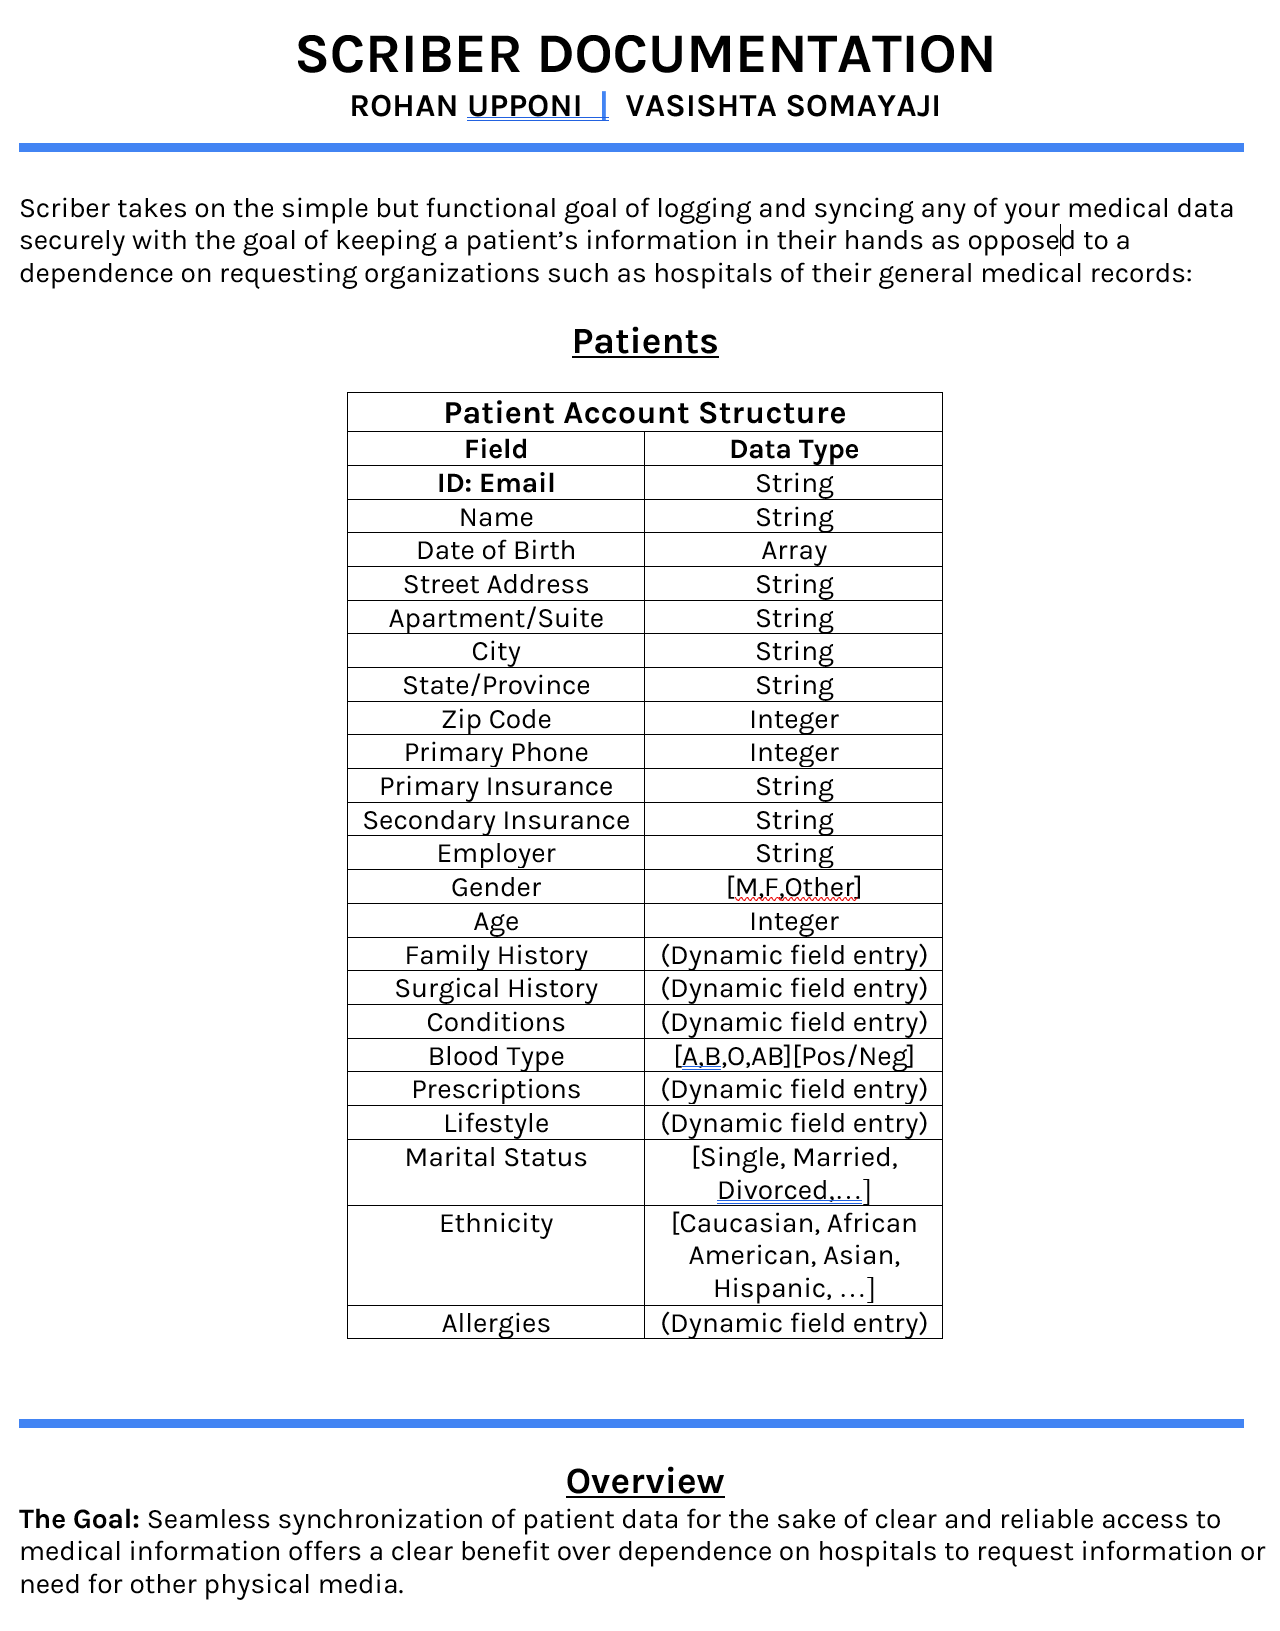 SCRIBER DOCUMENTATION
ROHAN UPPONI | VASISHTA SOMAYAJI
Scriber takes on the simple but functional goal of logging and syncing any of your medical data
securely with the goal of keeping a patient’s information in their hands as opposed to a
dependence on requesting organizations such as hospitals of their general medical records:
Patients
Patient Account Structure
Field Data Type
ID: Email String
Name String
Date of Birth Array
Street Address String
Apartment/Suite String
City String
State/Province String
Zip Code Integer
Primary Phone Integer
Primary Insurance String
Secondary Insurance String
Employer String
Gender [M,F,Other]
Age Integer
Family History (Dynamic field entry)
Surgical History (Dynamic field entry)
Conditions (Dynamic field entry)
Blood Type [A,B,O,AB][Pos/Neg]
Prescriptions (Dynamic field entry)
Lifestyle (Dynamic field entry)
Marital Status [Single, Married,
Divorced,…]
Ethnicity [Caucasian, African
American, Asian,
Hispanic, …]
Allergies (Dynamic field entry)
Overview
The Goal: Seamless synchronization of patient data for the sake of clear and reliable access to
medical information offers a clear benefit over dependence on hospitals to request information or
need for other physical media.